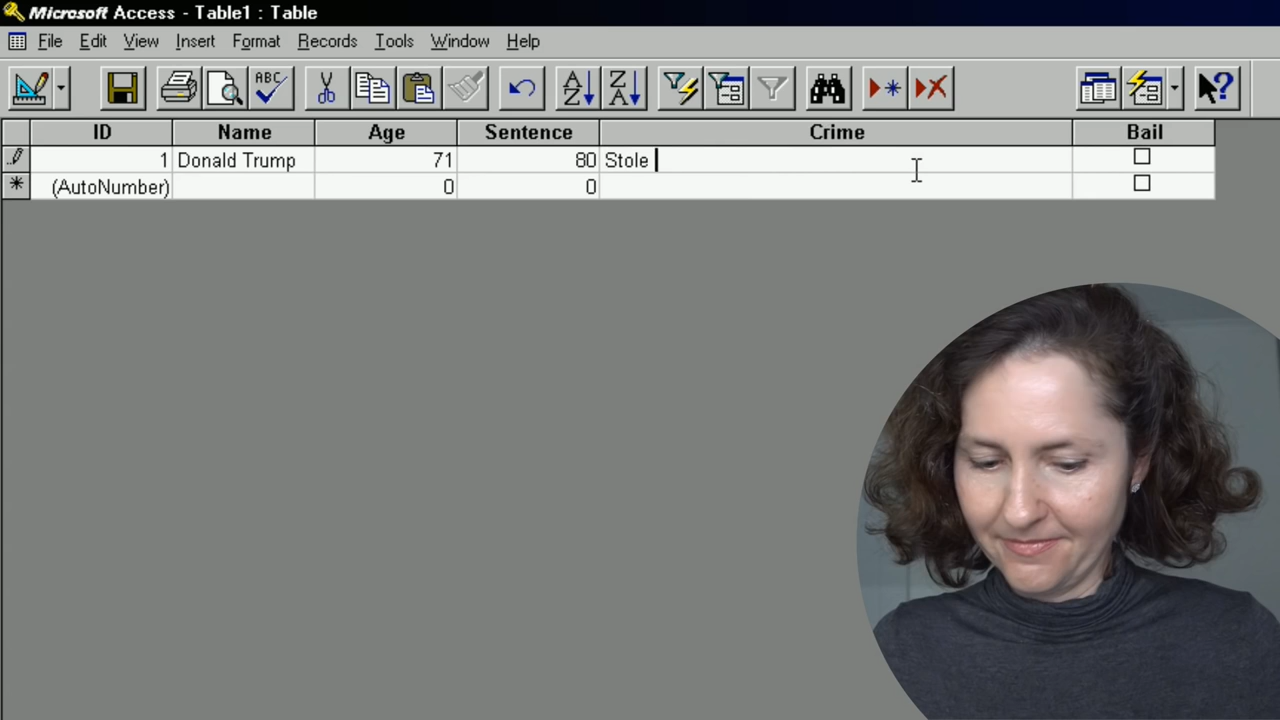 Microsoft Access - Table1 : Table
File Edit View Insert Format Records Tools Window Help
ABC
A Z Z A
ID Name Age Sentence Crime Bail
1 Donald Trump 71 80 Stole
(AutoNumber) 0 0